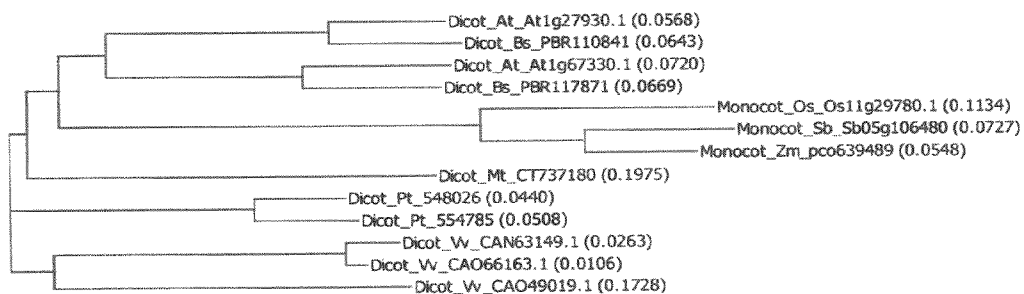 Dicot_At_At1g27930.1 (0.0568)
Dicot_Bs_PBR110841 (0.0643)
Dicot_At_At1g67330.1 (0.0720)
Dicot_Bs_PBR117871 (0.0669)
Monocot_Os_Os11g29780.1 (0.1134)
Monocot_Sb_Sb05g106480 (0.0727)
Monocot_Zm_pco639489 (0.0548)
Dicot_Mt_CT737180 (0.1975)
Dicot_Pt_548026 (0.0440)
Dicot_Pt_554785 (0.0508)
Dicot_Vv_CAN63149.1 (0.0263)
Dicot_Vv_CAO66163.1 (0.0106)
Dicot_Vv_CAO49019.1 (0.1728)